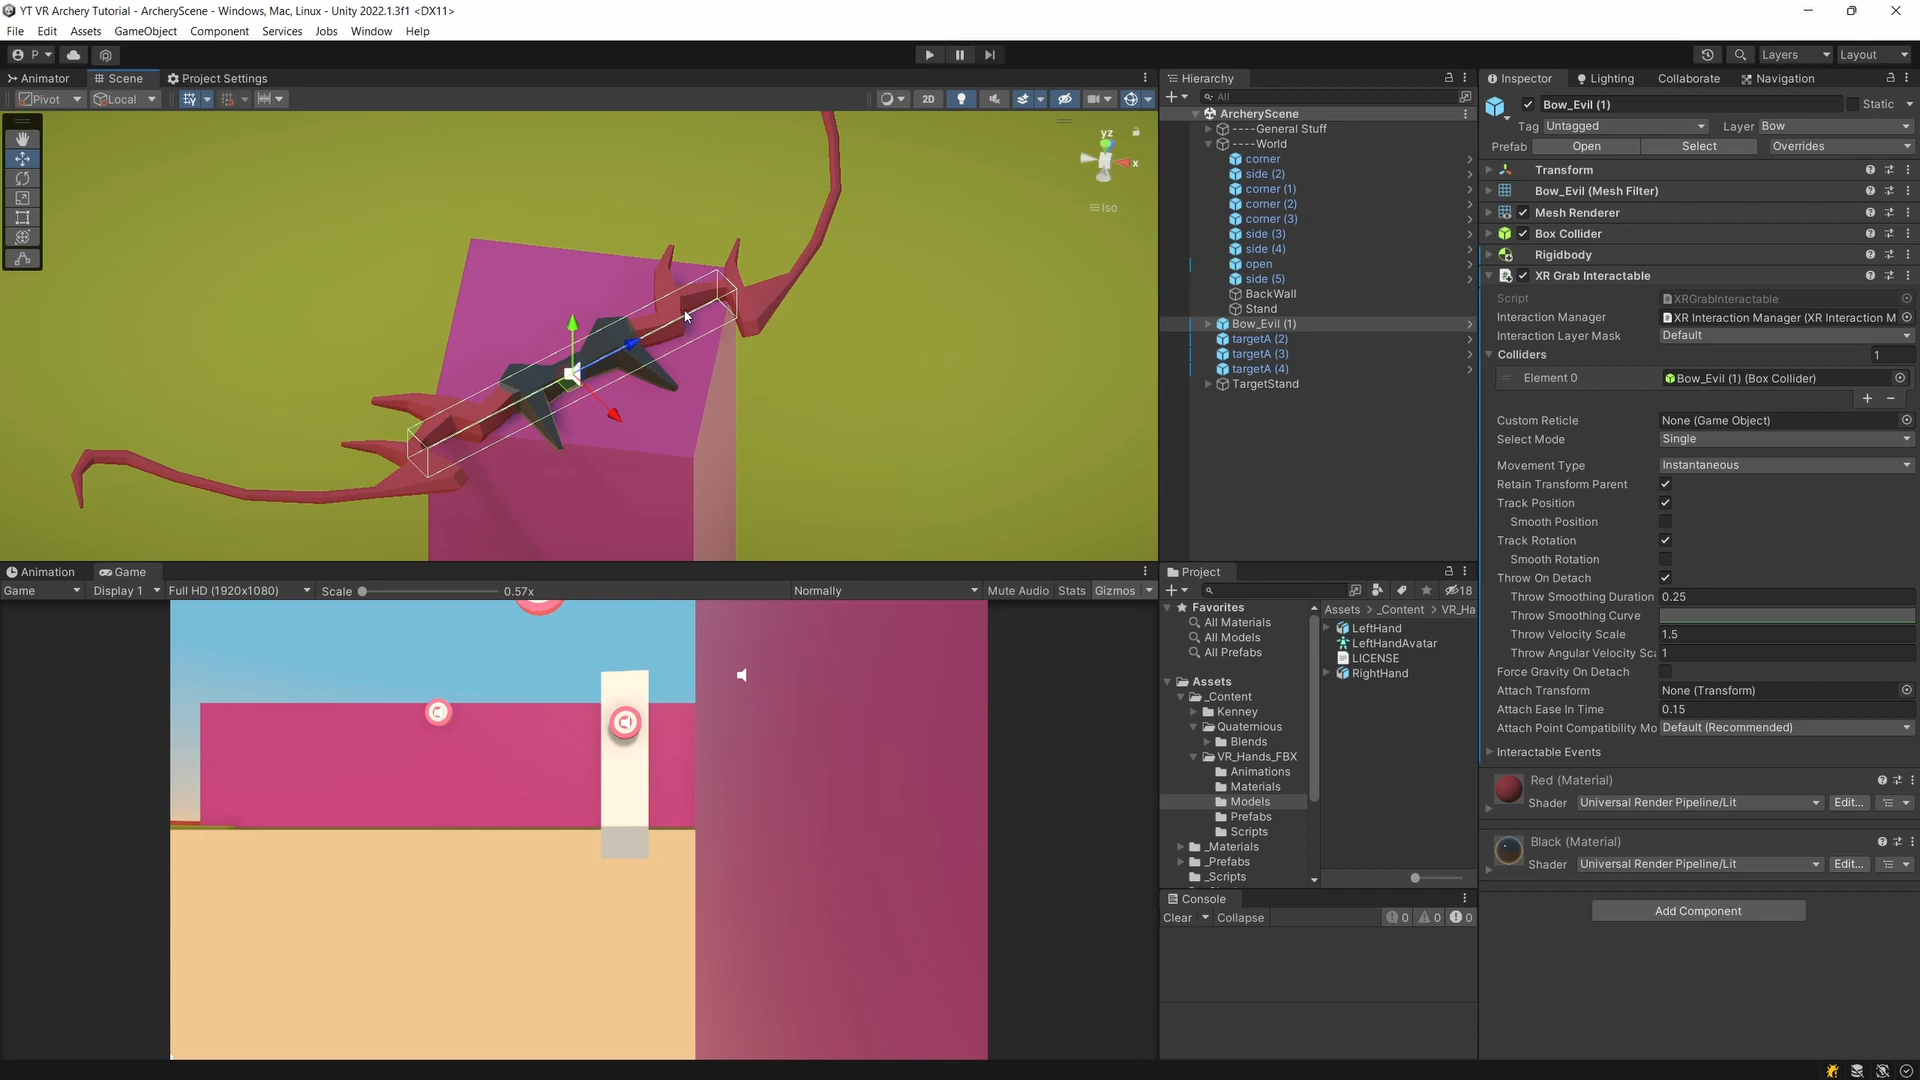 YT VR Archery Tutorial - ArcheryScene - Windows, Mac, Linux - Unity 2022.1.3f1 <DX11>
File Edit Assets GameObject Component Services Jobs Window Help
P Layers Layout
Animator Scene Project Settings
Pivot Local 2D
yz
x
Iso
Hierarchy
All
ArcheryScene
----General Stuff
----World
corner
side (2)
corner (1)
corner (2)
corner (3)
side (3)
side (4)
open
side (5)
BackWall
Stand
Bow_Evil (1)
targetA (2)
targetA (3)
targetA (4)
TargetStand
Animation Game
Game Display 1 Full HD (1920x1080) Scale 0.57x Normally Mute Audio Stats Gizmos
Project
18
Favorites
All Materials
All Models
All Prefabs
Assets
_Content
Kenney
Quaternious
Blends
VR_Hands_FBX
Animations
Materials
Models
Prefabs
Scripts
_Materials
_Prefabs
_Scripts
Assets > _Content > VR_Ha
LeftHand
LeftHandAvatar
LICENSE
RightHand
Console
Clear Collapse 0 0 0
Inspector Lighting Collaborate Navigation
Bow_Evil (1) Static
Tag Untagged Layer Bow
Prefab Open Select Overrides
Transform
Bow_Evil (Mesh Filter)
Mesh Renderer
Box Collider
Rigidbody
XR Grab Interactable
Script XRGrabInteractable
Interaction Manager XR Interaction Manager (XR Interaction M
Interaction Layer Mask Default
Colliders 1
Element 0 Bow_Evil (1) (Box Collider)
Custom Reticle None (Game Object)
Select Mode Single
Movement Type Instantaneous
Retain Transform Parent
Track Position
Smooth Position
Track Rotation
Smooth Rotation
Throw On Detach
Throw Smoothing Duration 0.25
Throw Smoothing Curve
Throw Velocity Scale 1.5
Throw Angular Velocity Sca 1
Force Gravity On Detach
Attach Transform None (Transform)
Attach Ease In Time 0.15
Attach Point Compatibility Mo Default (Recommended)
Interactable Events
Red (Material)
Shader Universal Render Pipeline/Lit Edit...
Black (Material)
Shader Universal Render Pipeline/Lit Edit...
Add Component